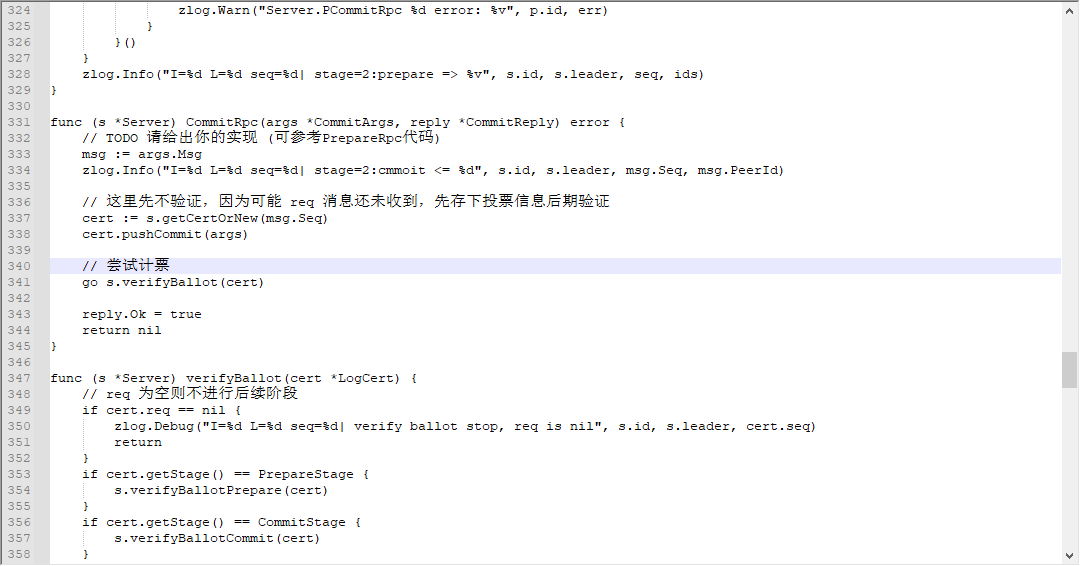 324 zlog.Warn("Server.PCommitRpc %d error: %v", p.id, err)
325 }
326 }()
327 }
328 zlog.Info("I=%d L=%d seq=%d| stage=2:prepare => %v", s.id, s.leader, seq, ids)
329 }
330
331 func (s *Server) CommitRpc(args *CommitArgs, reply *CommitReply) error {
332 // TODO 请给出你的实现 (可参考PrepareRpc代码)
333 msg := args.Msg
334 zlog.Info("I=%d L=%d seq=%d| stage=2:cmmoit <= %d", s.id, s.leader, msg.Seq, msg.PeerId)
335
336 // 这里先不验证，因为可能 req 消息还未收到，先存下投票信息后期验证
337 cert := s.getCertOrNew(msg.Seq)
338 cert.pushCommit(args)
339
340 // 尝试计票
341 go s.verifyBallot(cert)
342
343 reply.Ok = true
344 return nil
345 }
346
347 func (s *Server) verifyBallot(cert *LogCert) {
348 // req 为空则不进行后续阶段
349 if cert.req == nil {
350 zlog.Debug("I=%d L=%d seq=%d| verify ballot stop, req is nil", s.id, s.leader, cert.seq)
351 return
352 }
353 if cert.getStage() == PrepareStage {
354 s.verifyBallotPrepare(cert)
355 }
356 if cert.getStage() == CommitStage {
357 s.verifyBallotCommit(cert)
358 }